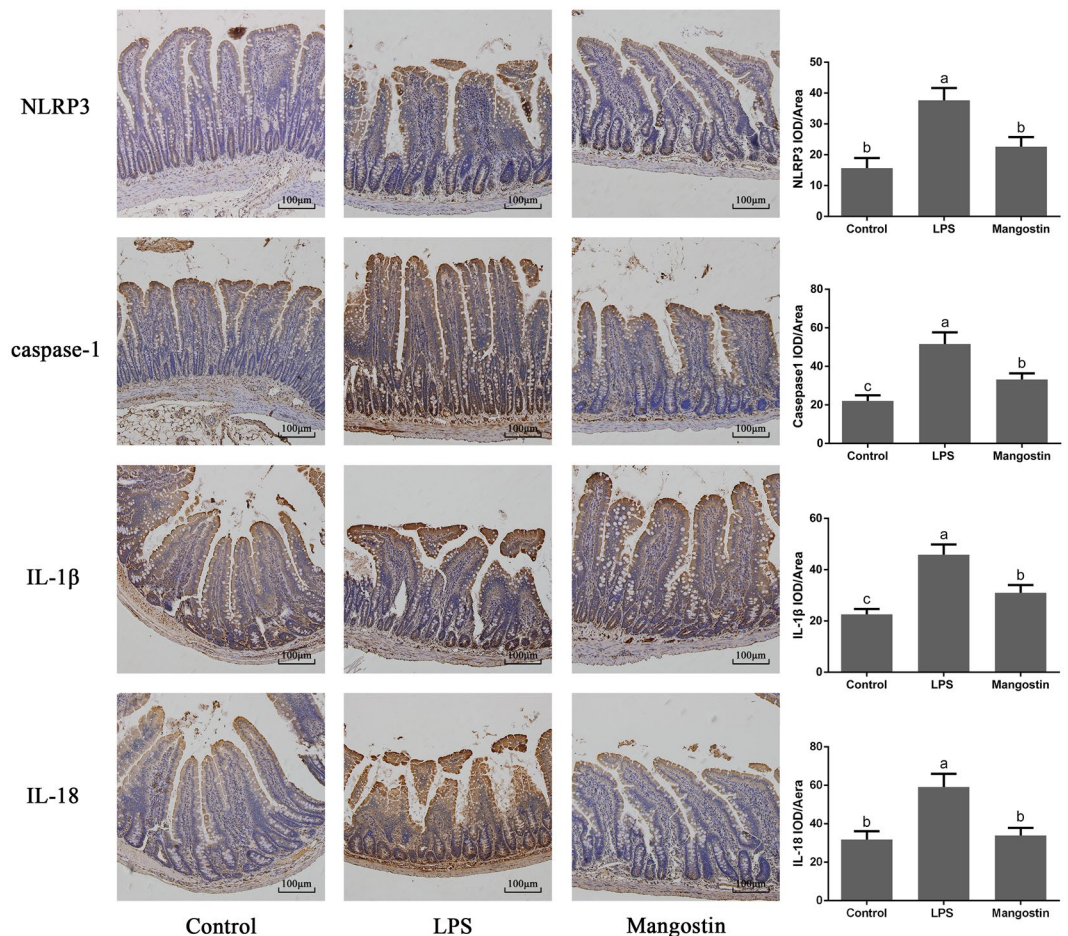 NLRP3
100μm
100μm
100μm
NLRP3 IOD/Area
50
40
30
20
10
0
b
a
b
Control
LPS
Mangostin
caspase-1
100μm
100μm
100μm
Casepase1 IOD/Area
80
60
40
20
0
c
a
b
Control
LPS
Mangostin
IL-1β
100μm
100μm
100μm
IL-1β IOD/Area
60
40
20
0
c
a
b
Control
LPS
Mangostin
IL-18
100μm
100μm
100μm
IL-18 IOD/Aera
80
60
40
20
0
b
a
b
Control
LPS
Mangostin
Control
LPS
Mangostin